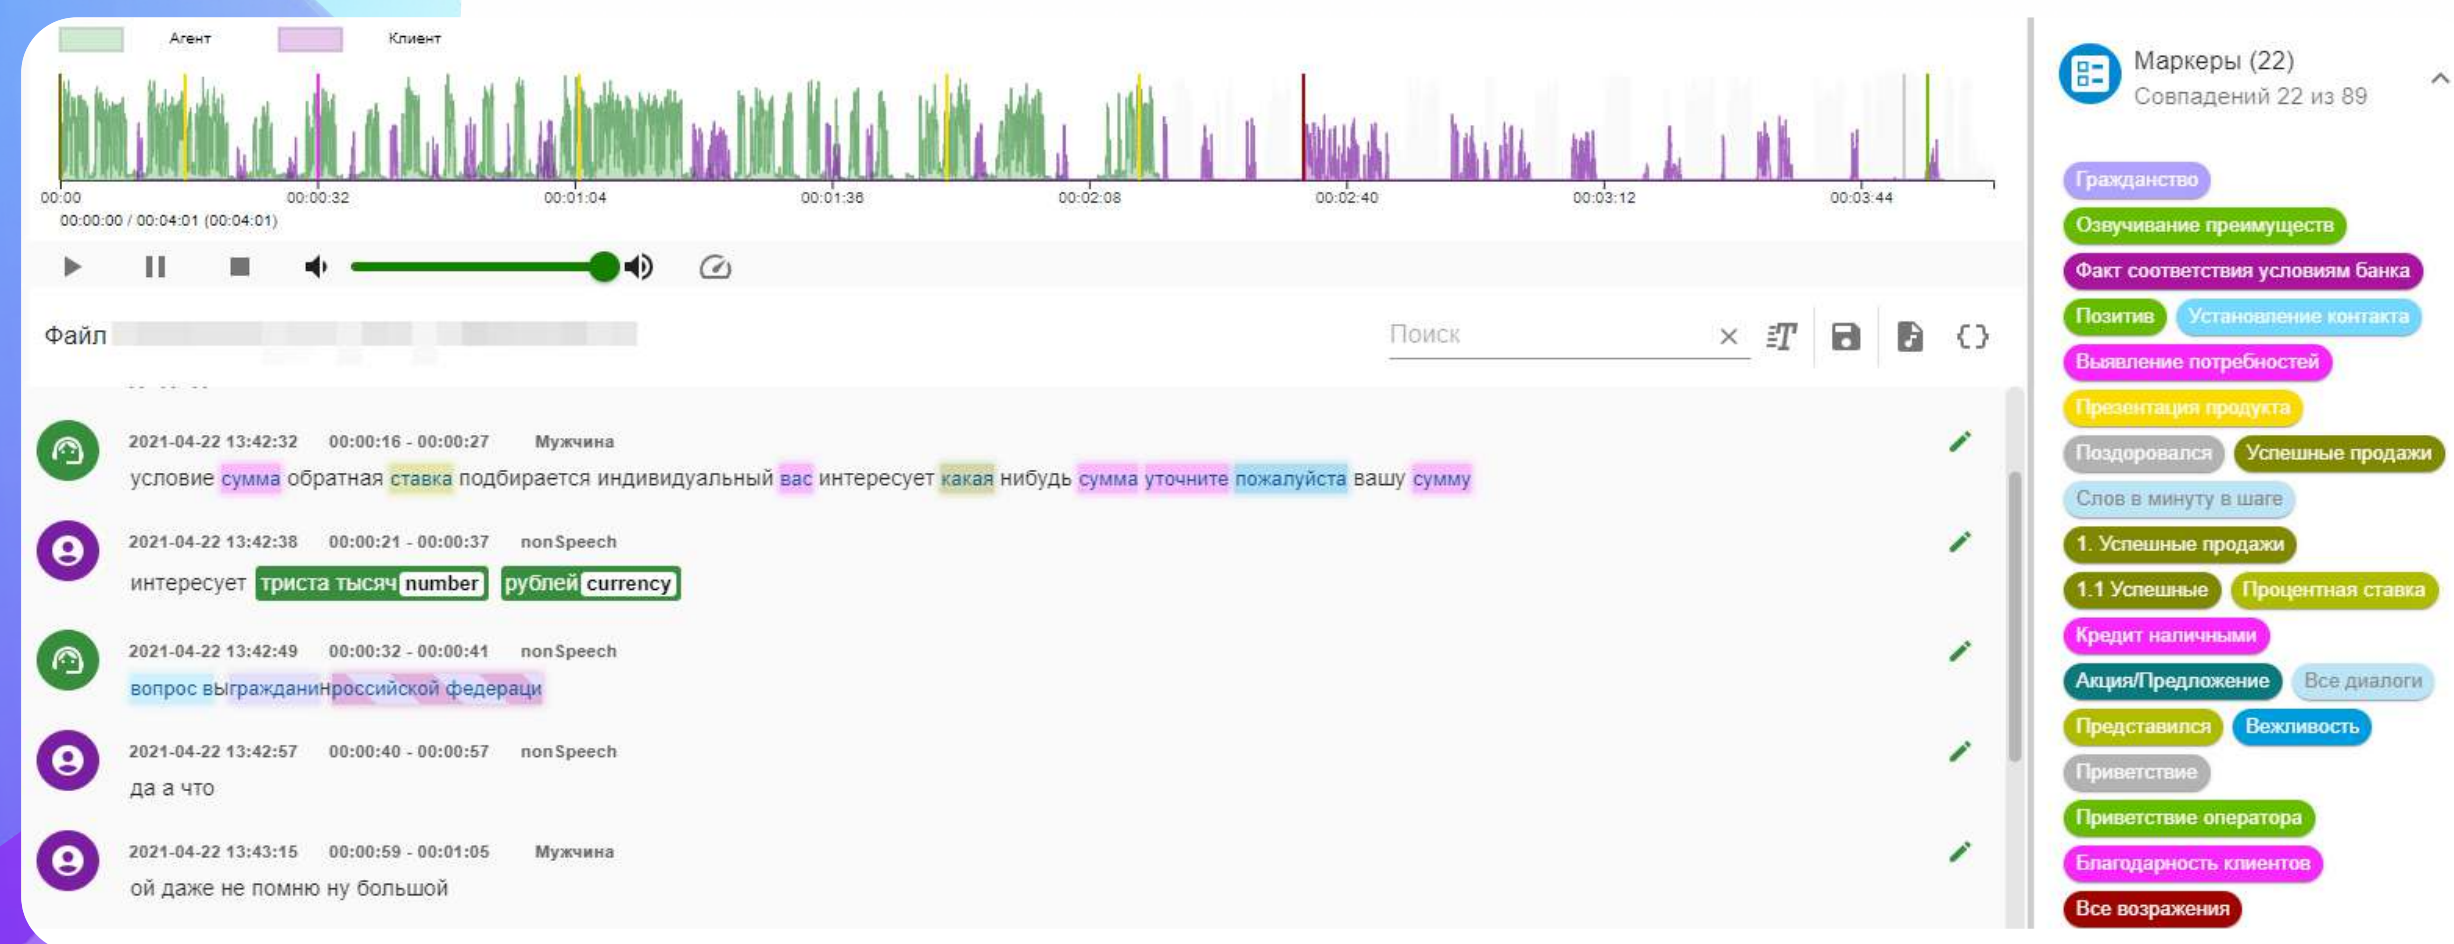 Агент Клиент
00:00 00:00:32 00:01:04 00:01:36 00:02:08 00:02:40 00:03:12 00:03:44
00:00:00 / 00:04:01 (00:04:01)
Файл
Поиск
2021-04-22 13:42:32 00:00:16 - 00:00:27 Мужчина
условие сумма обратная ставка подбирается индивидуальный вас интересует какая нибудь сумма уточните пожалуйста вашу сумму
2021-04-22 13:42:38 00:00:21 - 00:00:37 nonSpeech
интересует триста тысяч number рублей currency
2021-04-22 13:42:49 00:00:32 - 00:00:41 nonSpeech
вопрос выгражданинроссийской федераци
2021-04-22 13:42:57 00:00:40 - 00:00:57 nonSpeech
да а что
2021-04-22 13:43:15 00:00:59 - 00:01:05 Мужчина
ой даже не помню ну большой
Маркеры (22)
Совпадений 22 из 89
Гражданство
Озвучивание преимуществ
Факт соответствия условиям банка
Позитив Установление контакта
Выявление потребностей
Презентация продукта
Поздоровался Успешные продажи
Слов в минуту в шаге
1. Успешные продажи
1.1 Успешные Процентная ставка
Кредит наличными
Акция/Предложение Все диалоги
Представился Вежливость
Приветствие
Приветствие оператора
Благодарность клиентов
Все возражения